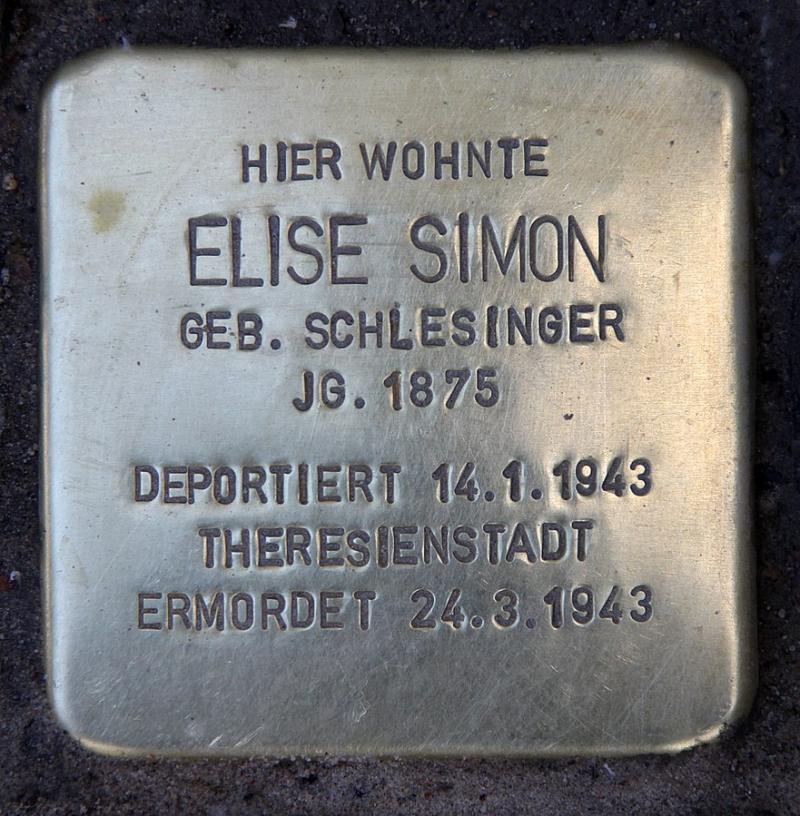 HIER WOHNTE
ELISE SIMON
GEB. SCHLESINGER
JG. 1875
DEPORTIERT 14.1.1943
THERESIENSTADT
ERMORDET 24.3.1943